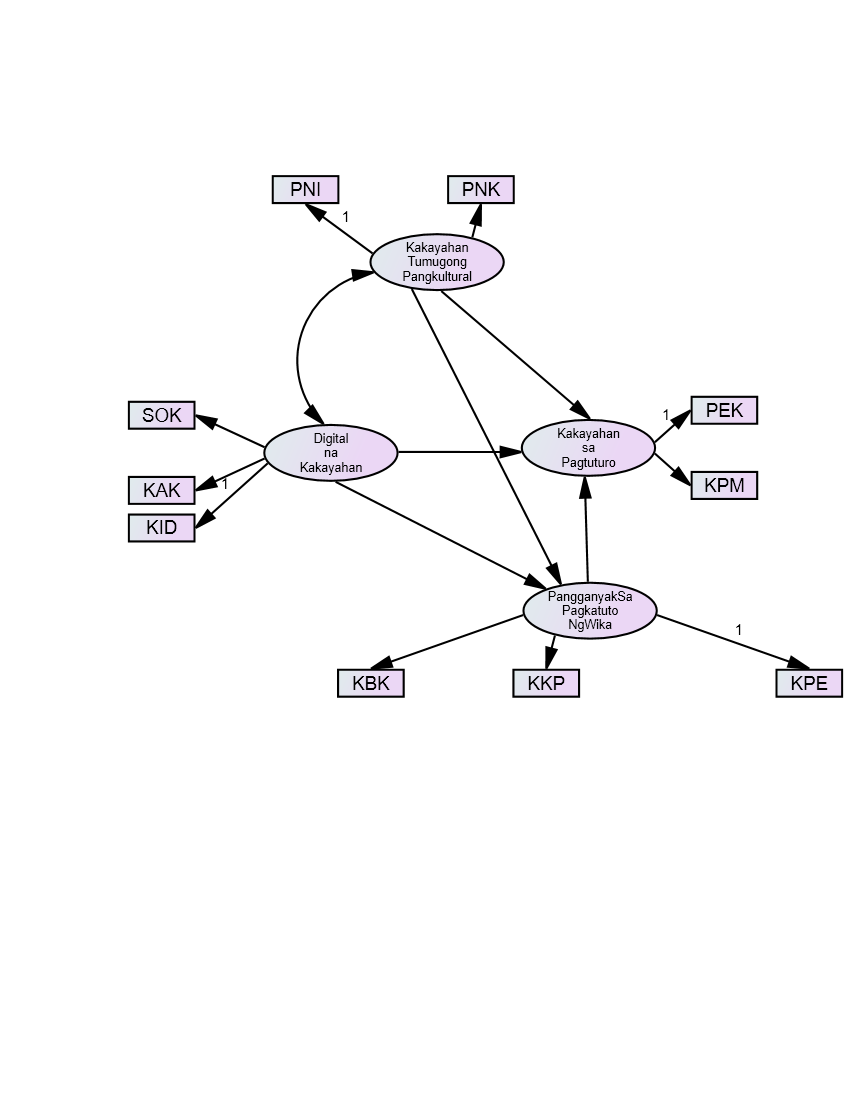 PNI
PNK
1
Kakayahan
Tumugong
Pangkultural
SOK
KAK
1
KID
Digital
na
Kakayahan
Kakayahan
sa
Pagtuturo
1
PEK
KPM
PangganyakSa
Pagkatuto
NgWika
1
KBK
KKP
KPE